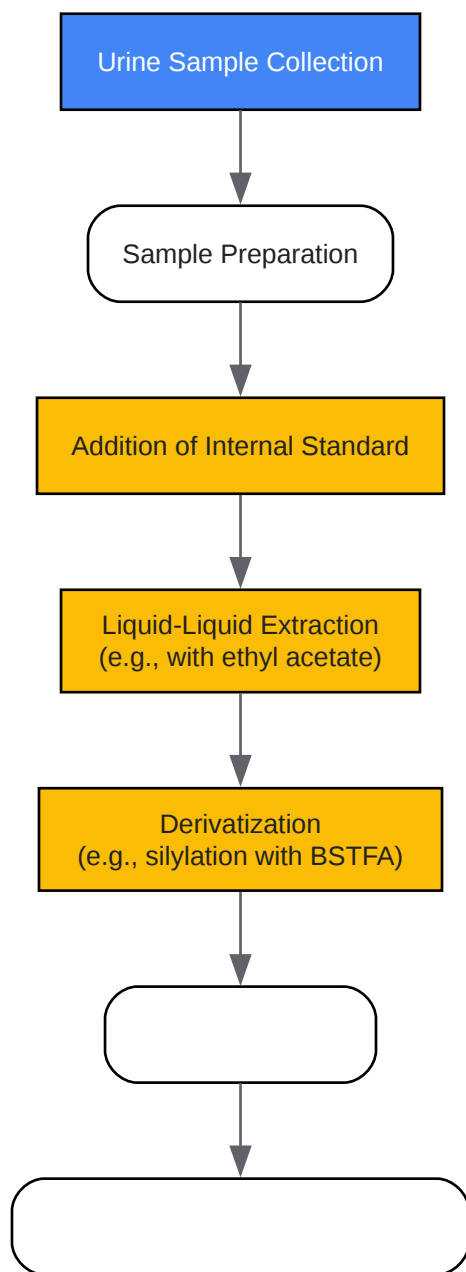 Urine Sample Collection
Sample Preparation
Addition of Internal Standard
Liquid-Liquid Extraction
(e.g., with ethyl acetate)
Derivatization
(e.g., silylation with BSTFA)